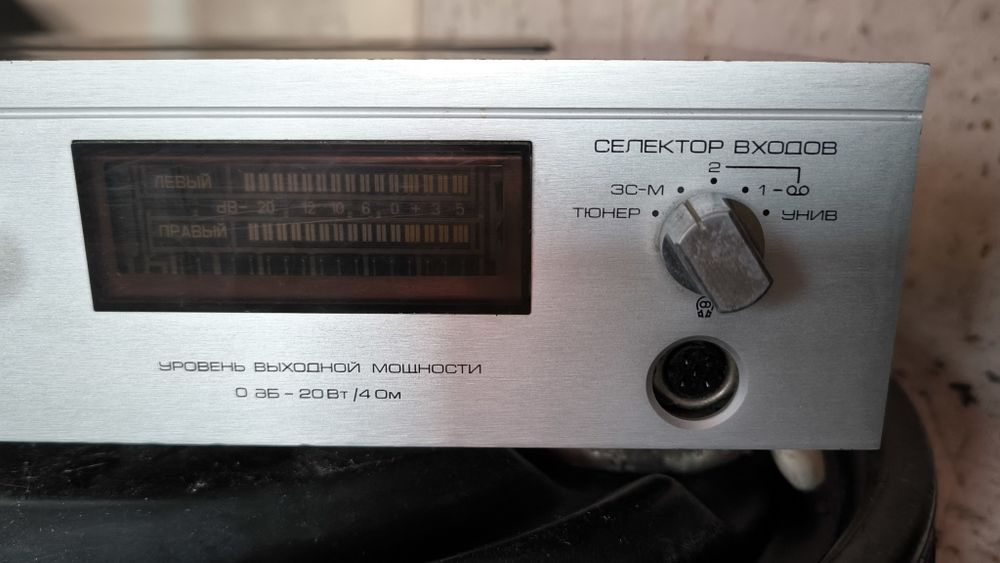 СЕЛЕКТОР ВХОДОВ
2
ЗС-М 1 -
ТЮНЕР УНИВ
ЛЕВЫЙ
dB- 20 12 10 6 0 + 3 5
ПРАВЫЙ
УРОВЕНЬ ВЫХОДНОЙ МОЩНОСТИ
0 дБ - 20 Вт /4 Ом